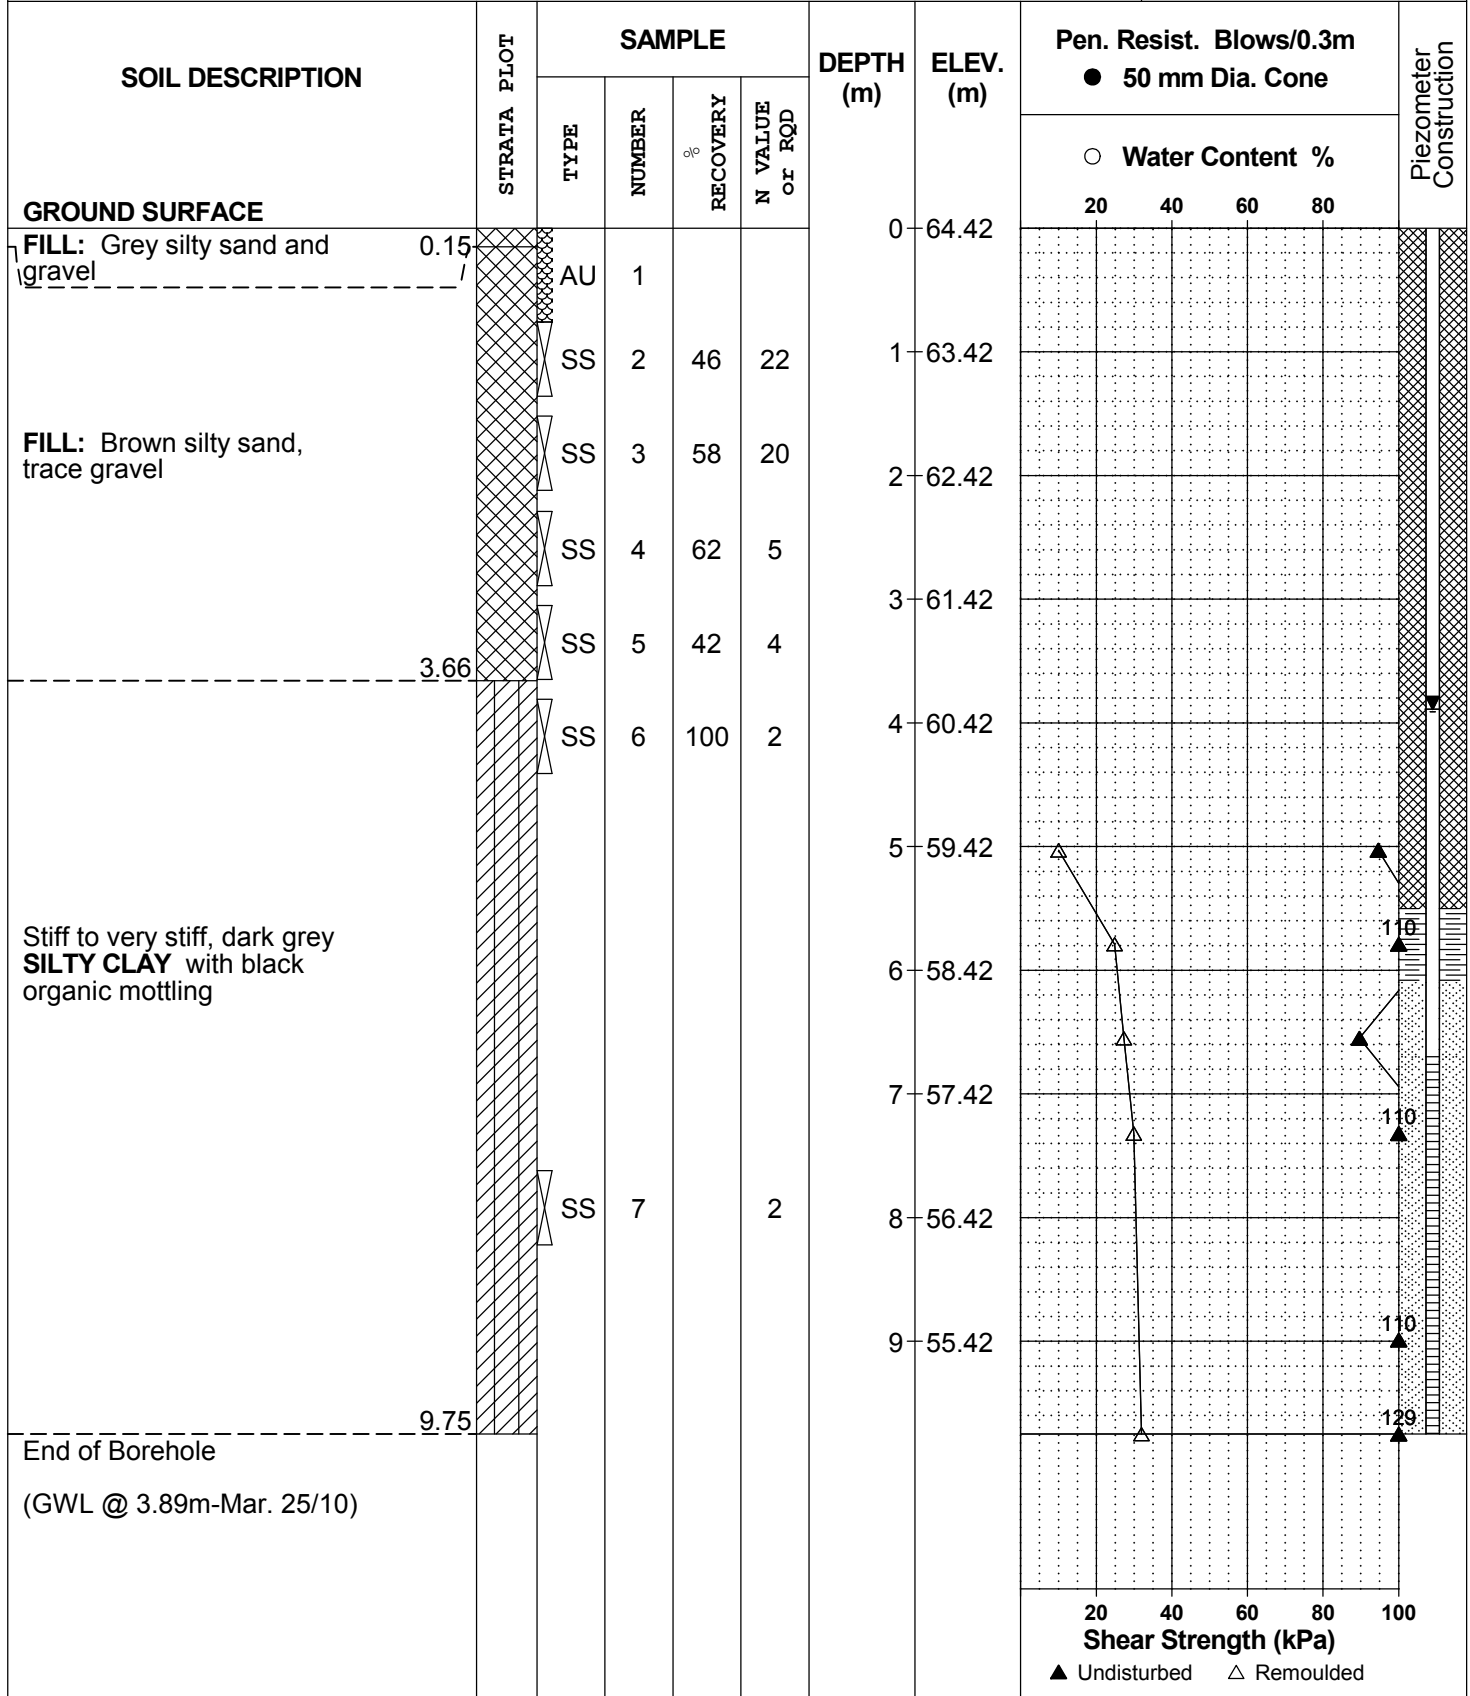 SOIL DESCRIPTION
STRATA PLOT
SAMPLE
TYPE
NUMBER
% RECOVERY
N VALUE or RQD
DEPTH (m)
ELEV. (m)
Pen. Resist. Blows/0.3m
● 50 mm Dia. Cone
○ Water Content %
Piezometer Construction
20 40 60 80
GROUND SURFACE
0 64.42
FILL: Grey silty sand and gravel 0.15
AU 1
SS 2 46 22
1 63.42
FILL: Brown silty sand, trace gravel
SS 3 58 20
2 62.42
SS 4 62 5
3 61.42
SS 5 42 4
3.66
SS 6 100 2
4 60.42
5 59.42
Stiff to very stiff, dark grey
SILTY CLAY with black
organic mottling
110
6 58.42
7 57.42
110
SS 7 2
8 56.42
110
9 55.42
9.75
129
End of Borehole
(GWL @ 3.89m-Mar. 25/10)
20 40 60 80 100
Shear Strength (kPa)
▲ Undisturbed △ Remoulded